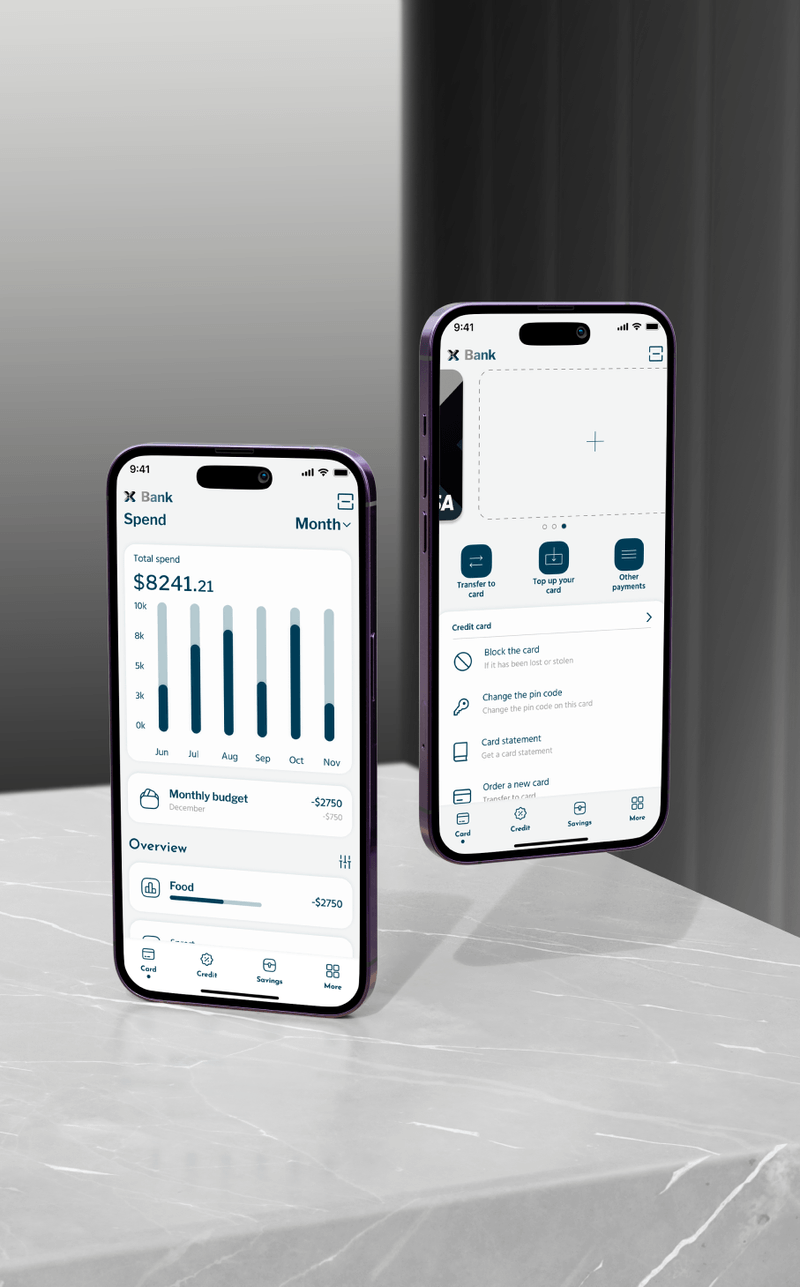 9:41
X Bank
Spend
Month
Total spend
$8241.21
10k
8k
5k
3k
0k
Jun Jul Aug Sep Oct Nov
Monthly budget
December
-$2750
-$750
Overview
Food
-$2750
Card
Credit
Savings
More
9:41
X Bank
SA
Transfer to
card
Top up your
card
Other
payments
Credit card
Block the card
If it has been lost or stolen
Change the pin code
Change the pin code on this card
Card statement
Get a card statement
Order a new card
Transfer to card
Card
Credit
Savings
More